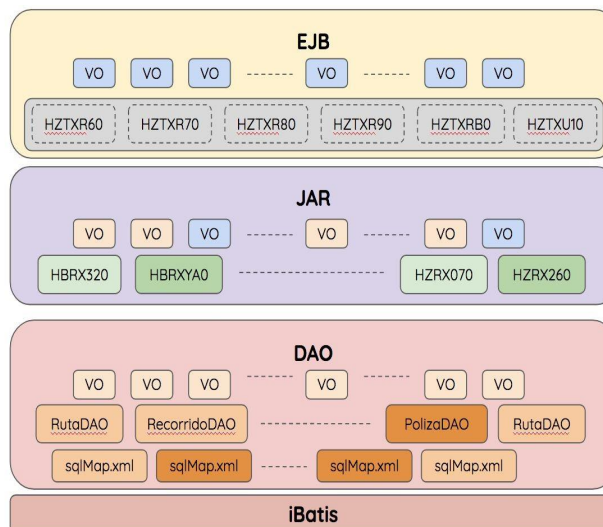 EJB
VO VO VO VO VO VO
HZTXR60 HZTXR70 HZTXR80 HZTXR90 HZTXRB0 HZTXU10
JAR
VO VO VO VO VO VO
HBRX320 HBRXYA0 HZRX070 HZRX260
DAO
VO VO VO VO VO VO
RutaDAO RecorridoDAO PolizaDAO RutaDAO
sqlMap.xml sqlMap.xml sqlMap.xml sqlMap.xml
iBatis